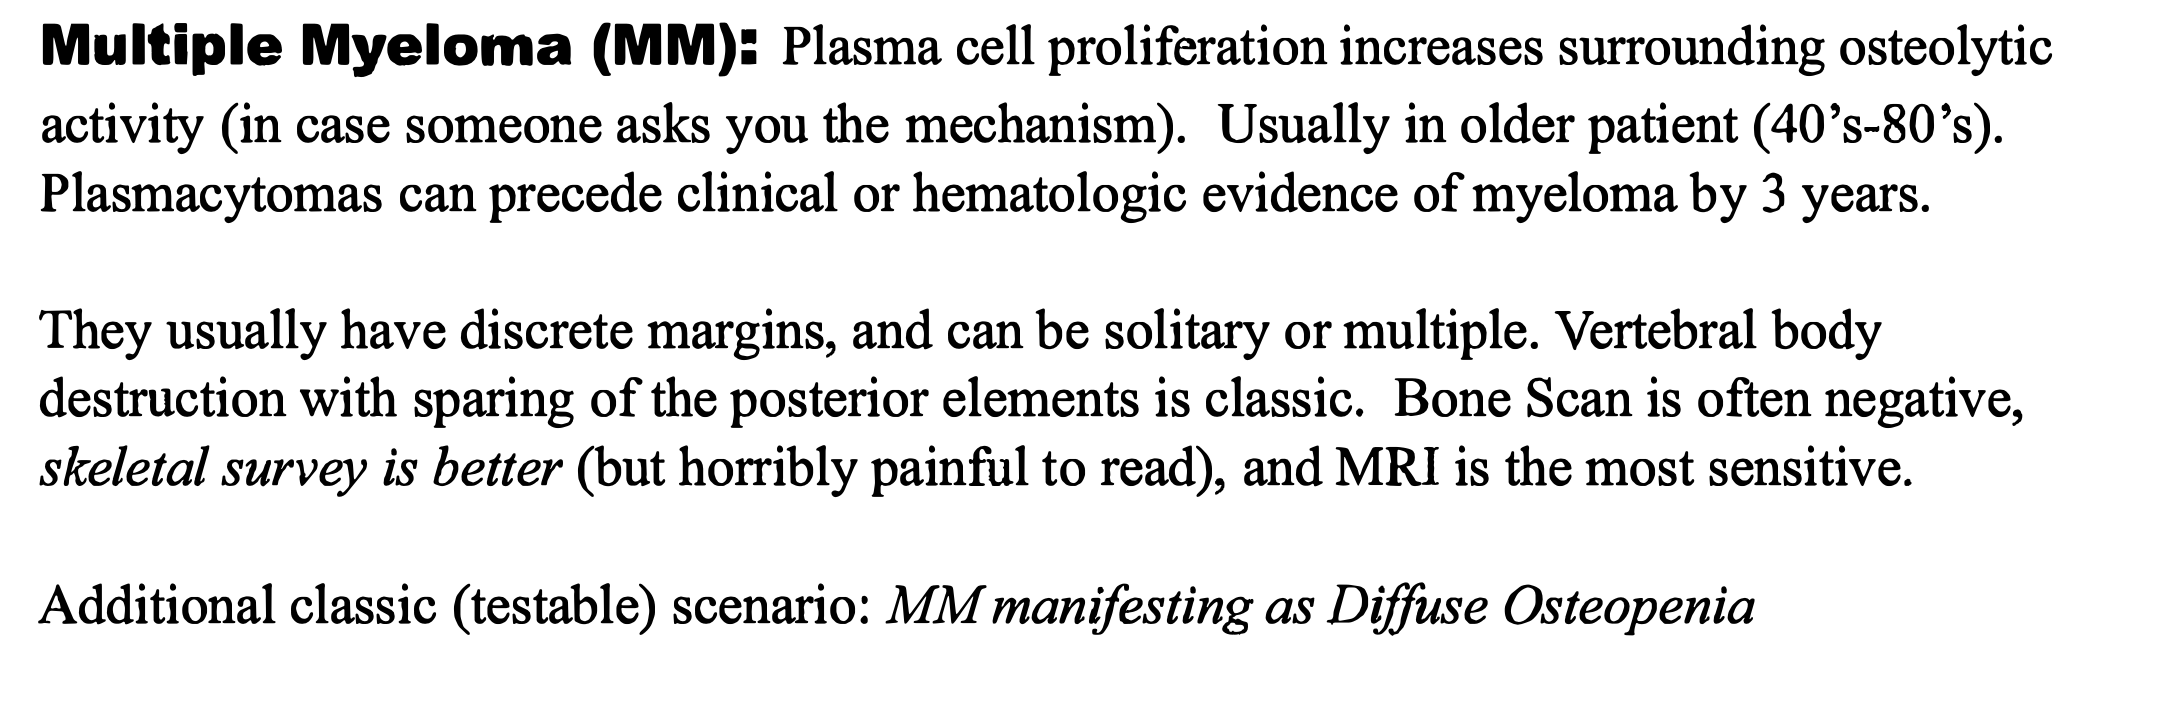 Multiple Myeloma (MM): Plasma cell proliferation increases surrounding osteolytic
activity (in case someone asks you the mechanism).  Usually in older patient (40’s-80’s).
Plasmacytomas can precede clinical or hematologic evidence of myeloma by 3 years.
They usually have discrete margins, and can be solitary or multiple. Vertebral body
destruction with sparing of the posterior elements is classic.  Bone Scan is often negative,
skeletal survey is better (but horribly painful to read), and MRI is the most sensitive.
Additional classic (testable) scenario: MM manifesting as Diffuse Osteopenia